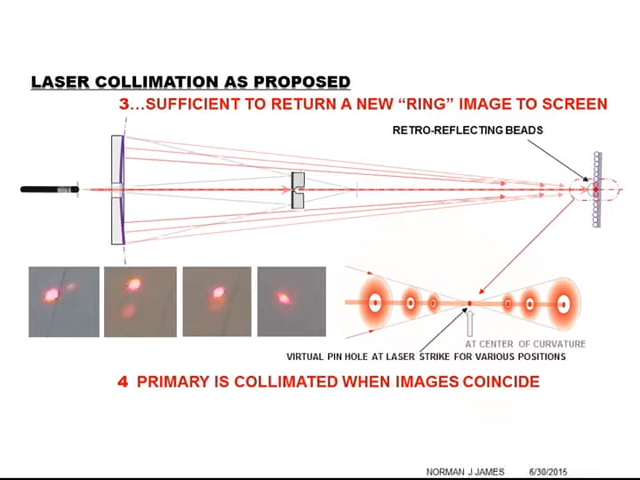 LASER COLLIMATION AS PROPOSED
3...SUFFICIENT TO RETURN A NEW “RING” IMAGE TO SCREEN
RETRO-REFLECTING BEADS
AT CENTER OF CURVATURE
VIRTUAL PIN HOLE AT LASER STRIKE FOR VARIOUS POSITIONS
4 PRIMARY IS COLLIMATED WHEN IMAGES COINCIDE
NORMAN J JAMES 6/30/2015